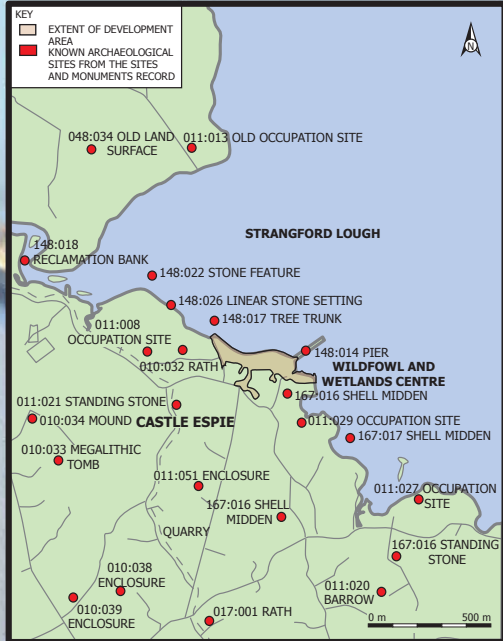 KEY
EXTENT OF DEVELOPMENT
AREA
KNOWN ARCHAEOLOGICAL
SITES FROM THE SITES
AND MONUMENTS RECORD
N
048:034 OLD LAND
SURFACE
011:013 OLD OCCUPATION SITE
STRANGFORD LOUGH
148:018
RECLAMATION BANK
148:022 STONE FEATURE
148:026 LINEAR STONE SETTING
148:017 TREE TRUNK
011:008
OCCUPATION SITE
010:032 RATH
148:014 PIER
WILDFOWL AND
WETLANDS CENTRE
167:016 SHELL MIDDEN
011:021 STANDING STONE
010:034 MOUND
CASTLE ESPIE
011:029 OCCUPATION SITE
167:017 SHELL MIDDEN
010:033 MEGALITHIC
TOMB
011:051 ENCLOSURE
011:027 OCCUPATION
SITE
167:016 SHELL
MIDDEN
QUARRY
167:016 STANDING
STONE
010:038
ENCLOSURE
011:020
BARROW
010:039
ENCLOSURE
017:001 RATH
0 m 500 m